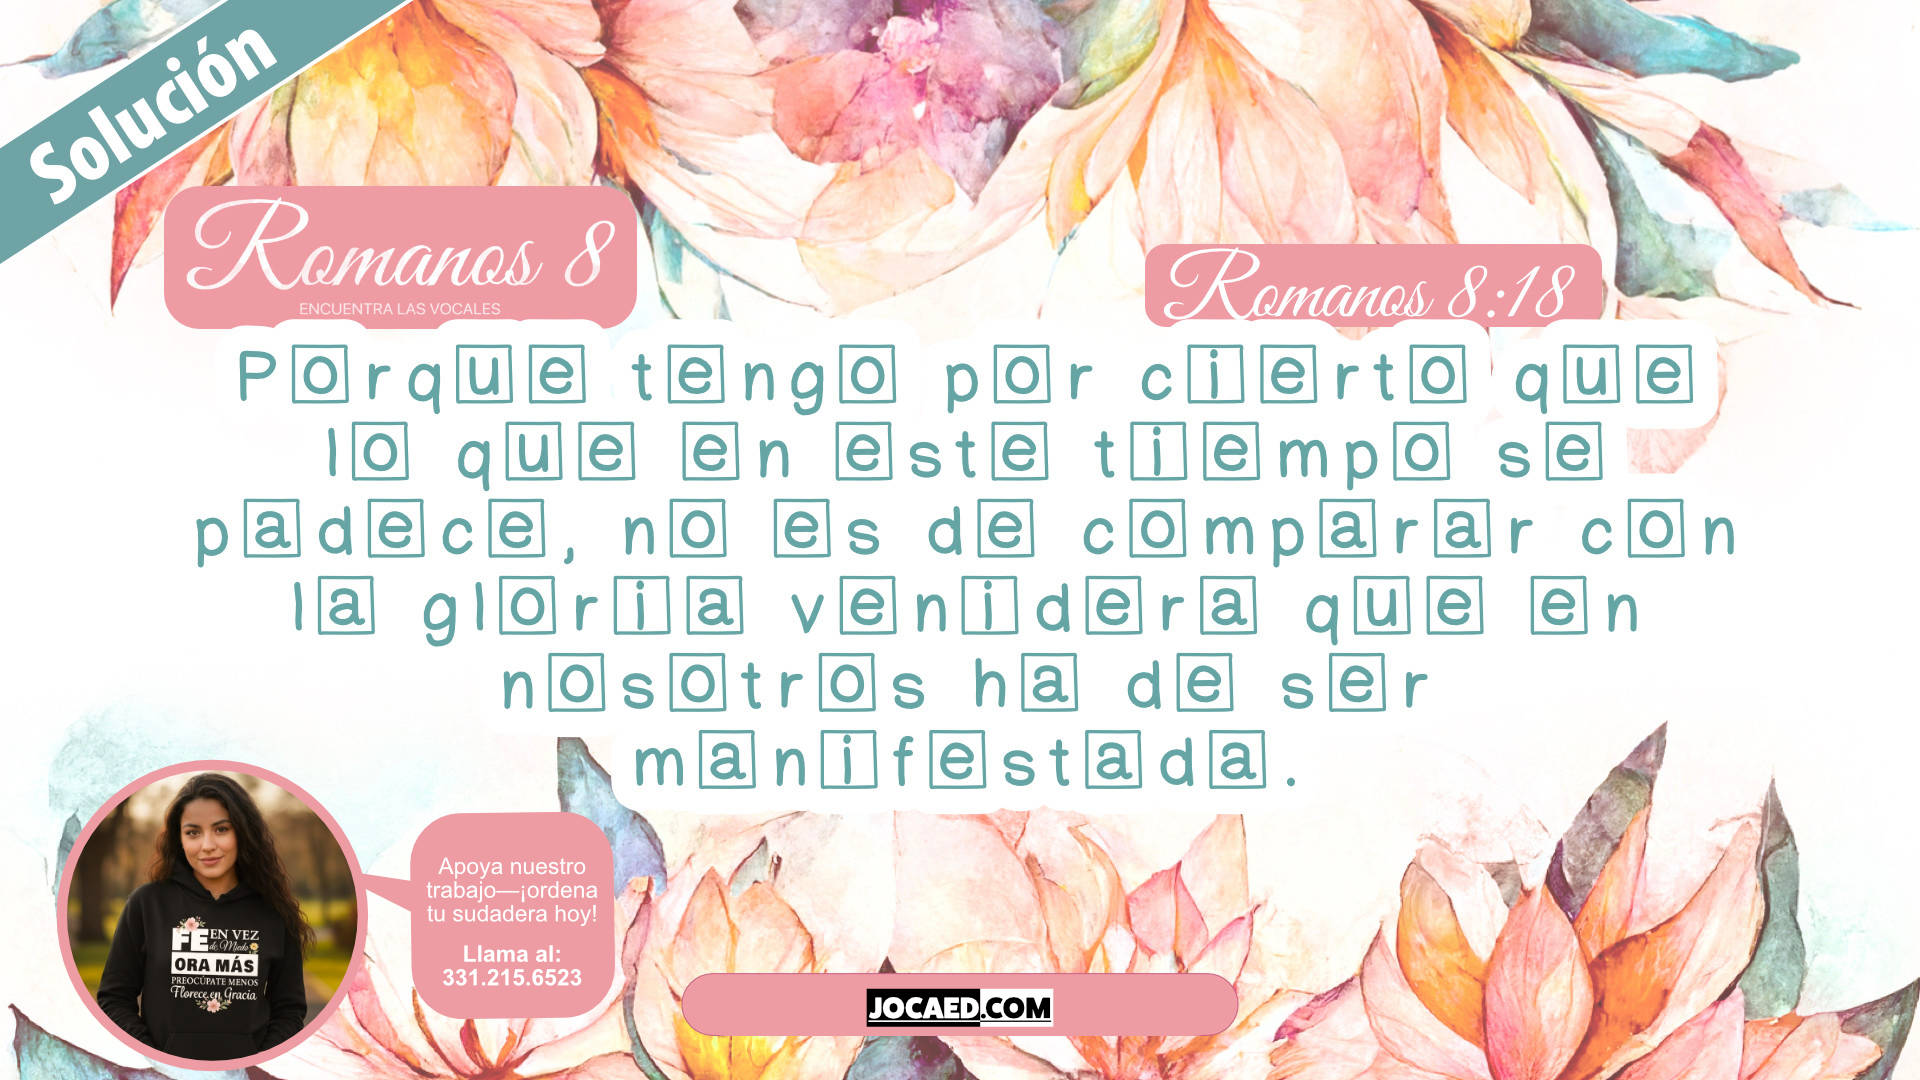 Solución
Romanos 8
ENCUENTRA LAS VOCALES
Romanos 8:18
Porque tengo por cierto que
lo que en este tiempo se
padece, no es de comparar con
la gloria venidera que en
nosotros ha de ser
manifestada.
FE EN VEZ
de Miedo
ORA MÁS
PREOCÚPATE MENOS
Florece en Gracia
Apoya nuestro
trabajo—¡ordena
tu sudadera hoy!
Llama al:
331.215.6523
JOCAED.COM